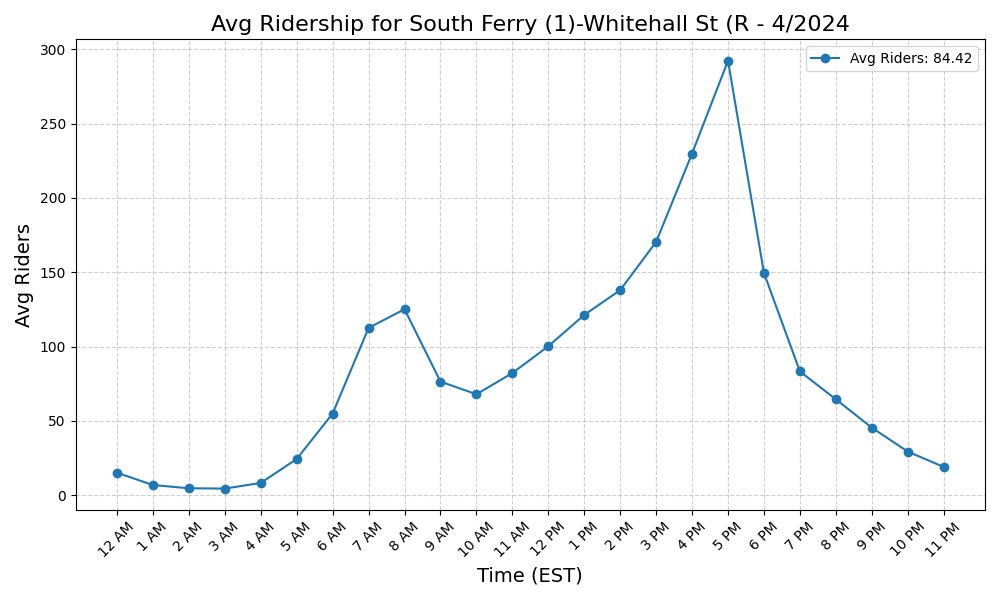 Avg Ridership for South Ferry (1)-Whitehall St (R - 4/2024
Avg Riders: 84.42
Avg Riders
300
250
200
150
100
50
0
12 AM
1 AM
2 AM
3 AM
4 AM
5 AM
6 AM
7 AM
8 AM
9 AM
10 AM
11 AM
12 PM
1 PM
2 PM
3 PM
4 PM
5 PM
6 PM
7 PM
8 PM
9 PM
10 PM
11 PM
Time (EST)